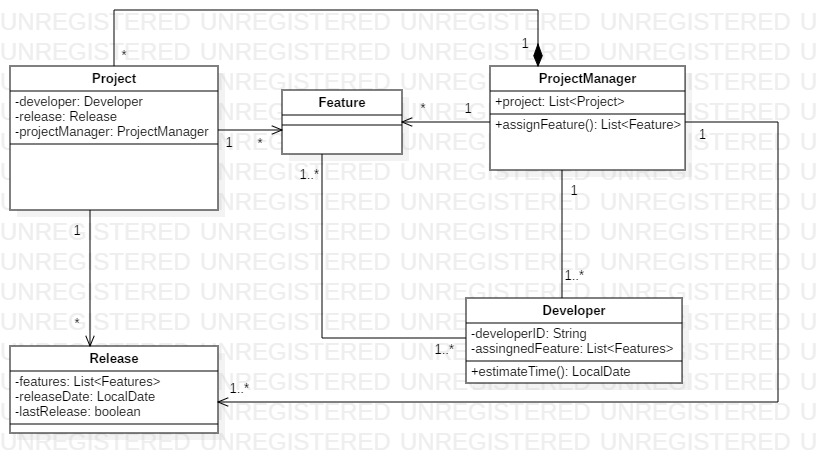 UNREGISTERED UNREGISTERED UNREGISTERED UNREGISTERED U
1
*
Project
-developer: Developer
-release: Release
-projectManager: ProjectManager
Feature
ProjectManager
+project: List<Project>
+assignFeature(): List<Feature>
1
*
*
1
1
1..*
1
1
1..*
*
Developer
-developerID: String
-assingnedFeature: List<Features>
+estimateTime(): LocalDate
1..*
Release
-features: List<Features>
-releaseDate: LocalDate
-lastRelease: boolean
1..*